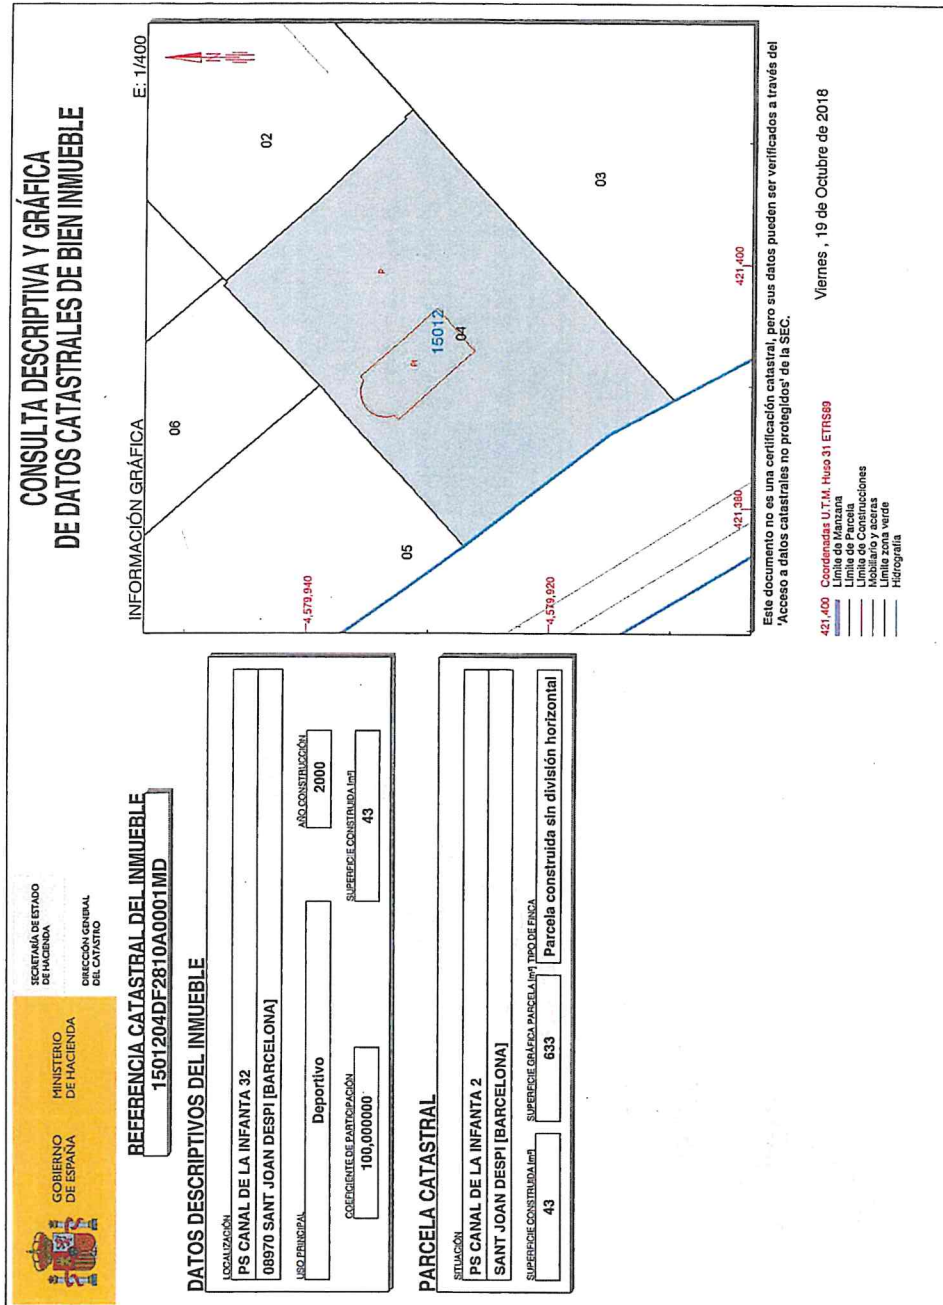 GOBIERNO
DE ESPAÑA
MINISTERIO
DE HACIENDA
SECRETARÍA DE ESTADO
DE HACIENDA
DIRECCIÓN GENERAL
DEL CATASTRO
CONSULTA DESCRIPTIVA Y GRÁFICA
DE DATOS CATASTRALES DE BIEN INMUEBLE
REFERENCIA CATASTRAL DEL INMUEBLE
1501204DF2810A0001MD
DATOS DESCRIPTIVOS DEL INMUEBLE
LOCALIZACIÓN
PS CANAL DE LA INFANTA 32
08970 SANT JOAN DESPI [BARCELONA]
USO PRINCIPAL
Deportivo
AÑO CONSTRUCCIÓN
2000
COEFICIENTE DE PARTICIPACIÓN
100,000000
SUPERFICIE CONSTRUIDA [m²]
43
PARCELA CATASTRAL
SITUACIÓN
PS CANAL DE LA INFANTA 2
SANT JOAN DESPI [BARCELONA]
SUPERFICIE CONSTRUIDA [m²]
43
SUPERFICIE GRÁFICA PARCELA [m²]
633
TIPO DE FINCA
Parcela construida sin división horizontal
INFORMACIÓN GRÁFICA
E: 1/400
N
06
02
P
15012
04
05
03
4,579,940
4,579,920
421,380
421,400
Este documento no es una certificación catastral, pero sus datos pueden ser verificados a través del
'Acceso a datos catastrales no protegidos' de la SEC.
421,400 Coordenadas U.T.M. Huso 31 ETRS89
Límite de Manzana
Límite de Parcela
Límite de Construcciones
Mobiliario y aceras
Límite zona verde
Hidrografía
Viernes , 19 de Octubre de 2018